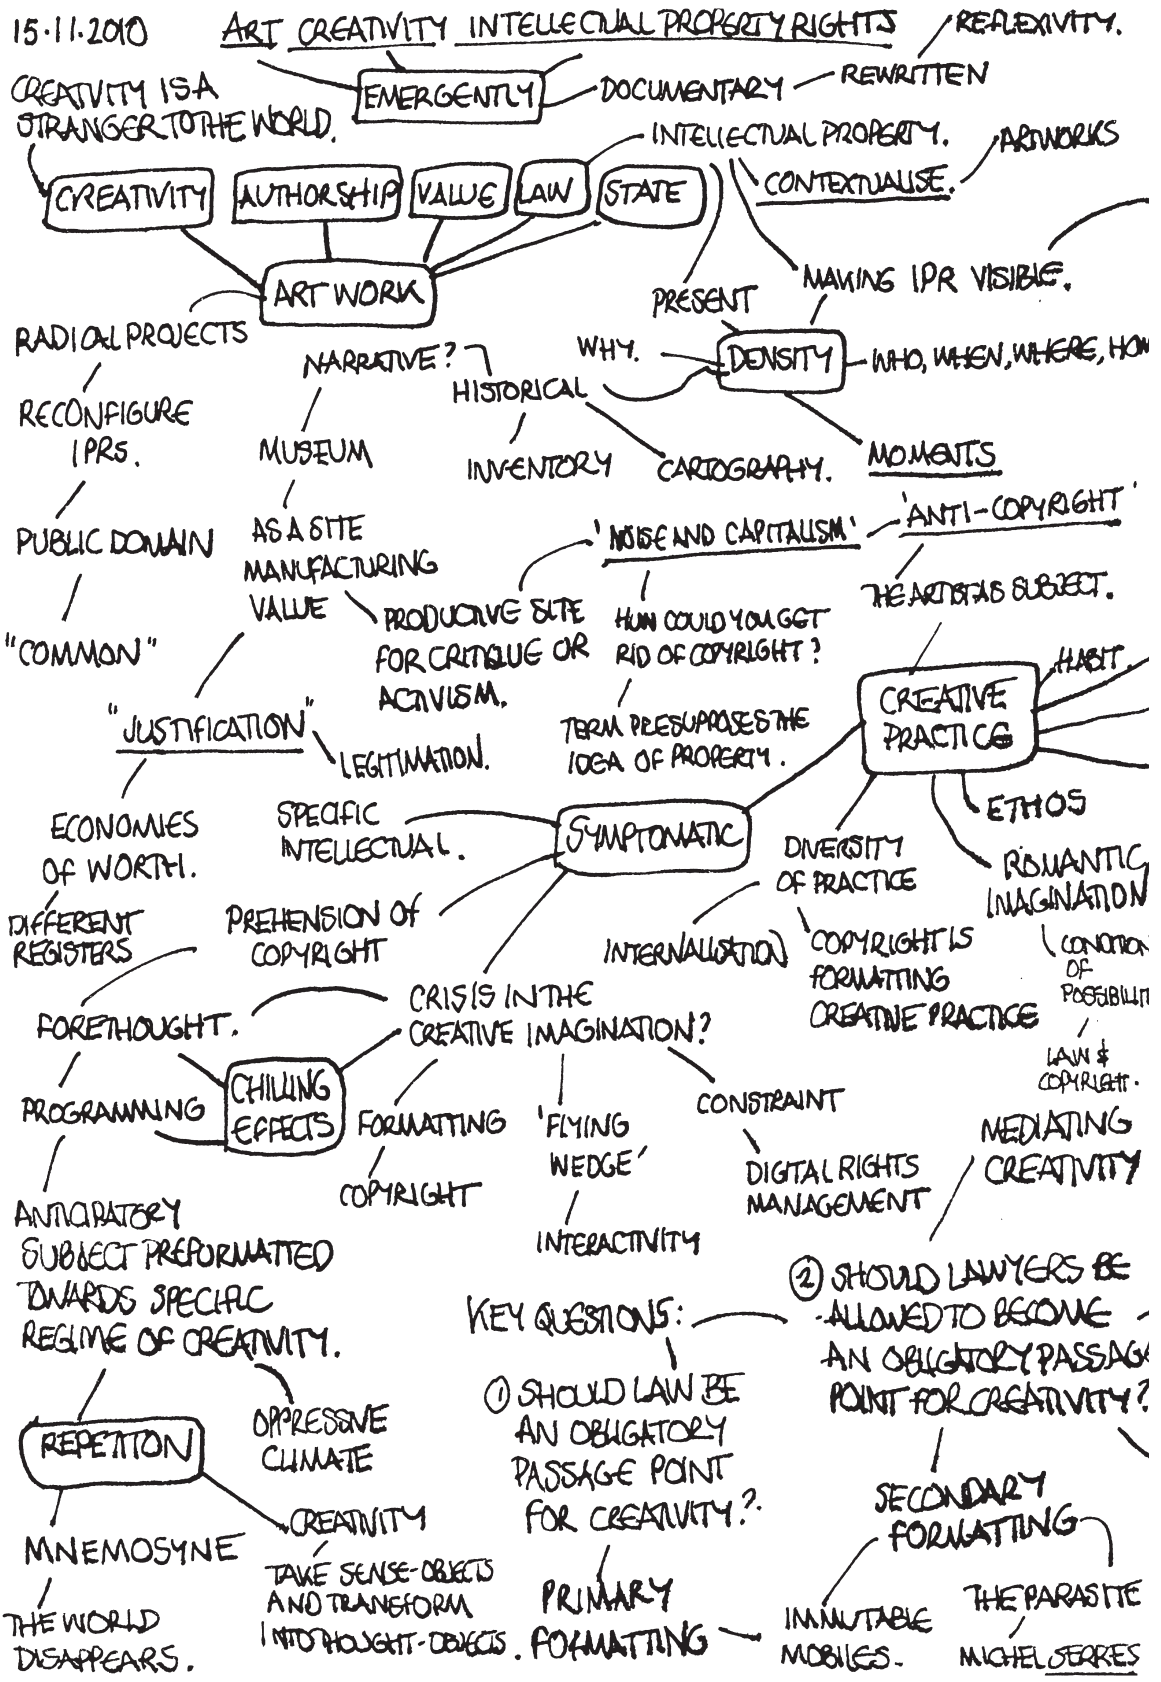 15.11.2010
ART CREATIVITY INTELLECTUAL PROPERTY RIGHTS
REFLEXIVITY.
EMERGENTLY
DOCUMENTARY
REWRITTEN
CREATIVITY IS A
STRANGER TO THE WORLD.
INTELLECTUAL PROPERTY.
ARTWORKS
CONTEXTUALISE.
CREATIVITY
AUTHORSHIP
VALUE
LAW
STATE
ART WORK
MAKING IPR VISIBLE.
PRESENT
RADICAL PROJECTS
NARRATIVE?
WHY.
DENSITY
WHO, WHEN, WHERE, HOW
HISTORICAL
RECONFIGURE
IPRS.
MUSEUM
INVENTORY
CARTOGRAPHY.
MOMENTS
PUBLIC DOMAIN
AS A SITE
MANUFACTURING
VALUE
'NOISE AND CAPITALISM'
'ANTI-COPYRIGHT'
THE ARTIST AS SUBJECT.
"COMMON"
PRODUCTIVE SITE
FOR CRITIQUE OR
ACTIVISM.
HOW COULD YOU GET
RID OF COPYRIGHT?
HABIT.
CREATIVE
PRACTICE
"JUSTIFICATION"
LEGITIMATION.
TERM PRESUPPOSES THE
IDEA OF PROPERTY.
ETHOS
ECONOMIES
OF WORTH.
SPECIFIC
INTELLECTUAL.
SYMPTOMATIC
DIVERSITY
OF PRACTICE
ROMANTIC
IMAGINATION
DIFFERENT
REGISTERS
PREHENSION OF
COPYRIGHT
INTERNALISATION
COPYRIGHT IS
FORMATTING
CREATIVE PRACTICE
CONDITION
OF
POSSIBILIT
FORETHOUGHT.
CRISIS IN THE
CREATIVE IMAGINATION?
LAW &
COPYRIGHT.
PROGRAMMING
CHILLING
EFFECTS
FORMATTING
'FLYING
WEDGE'
CONSTRAINT
MEDIATING
CREATIVITY
COPYRIGHT
DIGITAL RIGHTS
MANAGEMENT
ANTICIPATORY
SUBJECT PREFORMATTED
TOWARDS SPECIFIC
REGIME OF CREATIVITY.
INTERACTIVITY
KEY QUESTIONS:
② SHOULD LAWYERS BE
ALLOWED TO BECOME
AN OBLIGATORY PASSAGE
POINT FOR CREATIVITY?
① SHOULD LAW BE
AN OBLIGATORY
PASSAGE POINT
FOR CREATIVITY?
REPETITION
OPPRESSIVE
CLIMATE
SECONDARY
FORMATTING
MNEMOSYNE
CREATIVITY
TAKE SENSE-OBJECTS
AND TRANSFORM
INTO THOUGHT-OBJECTS.
PRIMARY
FORMATTING
IMMUTABLE
MOBILES.
THE PARASITE
MICHEL SERRES
THE WORLD
DISAPPEARS.